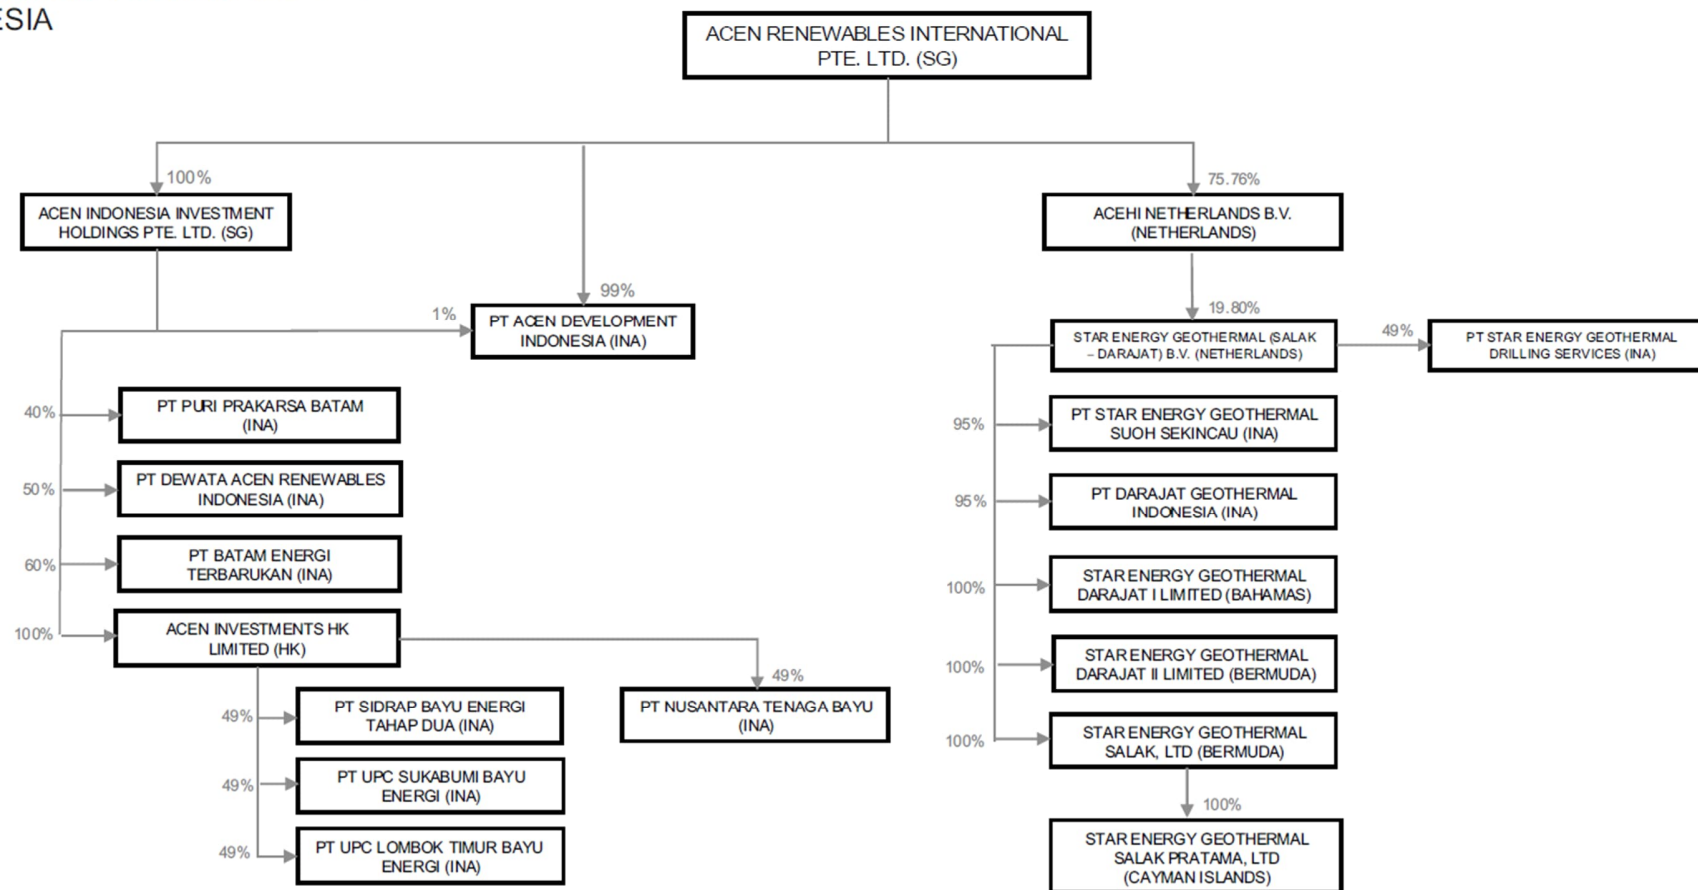 ESIA
ACEN RENEWABLES INTERNATIONAL
PTE. LTD. (SG)
100%
75.76%
ACEN INDONESIA INVESTMENT
HOLDINGS PTE. LTD. (SG)
ACEHI NETHERLANDS B.V.
(NETHERLANDS)
99%
1%
PT ACEN DEVELOPMENT
INDONESIA (INA)
19.80%
STAR ENERGY GEOTHERMAL (SALAK
– DARAJAT) B.V. (NETHERLANDS)
49%
PT STAR ENERGY GEOTHERMAL
DRILLING SERVICES (INA)
40%
PT PURI PRAKARSA BATAM
(INA)
95%
PT STAR ENERGY GEOTHERMAL
SUOH SEKINCAU (INA)
50%
PT DEWATA ACEN RENEWABLES
INDONESIA (INA)
95%
PT DARAJAT GEOTHERMAL
INDONESIA (INA)
60%
PT BATAM ENERGI
TERBARUKAN (INA)
100%
STAR ENERGY GEOTHERMAL
DARAJAT I LIMITED (BAHAMAS)
100%
ACEN INVESTMENTS HK
LIMITED (HK)
100%
STAR ENERGY GEOTHERMAL
DARAJAT II LIMITED (BERMUDA)
49%
PT SIDRAP BAYU ENERGI
TAHAP DUA (INA)
49%
PT NUSANTARA TENAGA BAYU
(INA)
100%
STAR ENERGY GEOTHERMAL
SALAK, LTD (BERMUDA)
49%
PT UPC SUKABUMI BAYU
ENERGI (INA)
100%
49%
PT UPC LOMBOK TIMUR BAYU
ENERGI (INA)
STAR ENERGY GEOTHERMAL
SALAK PRATAMA, LTD
(CAYMAN ISLANDS)